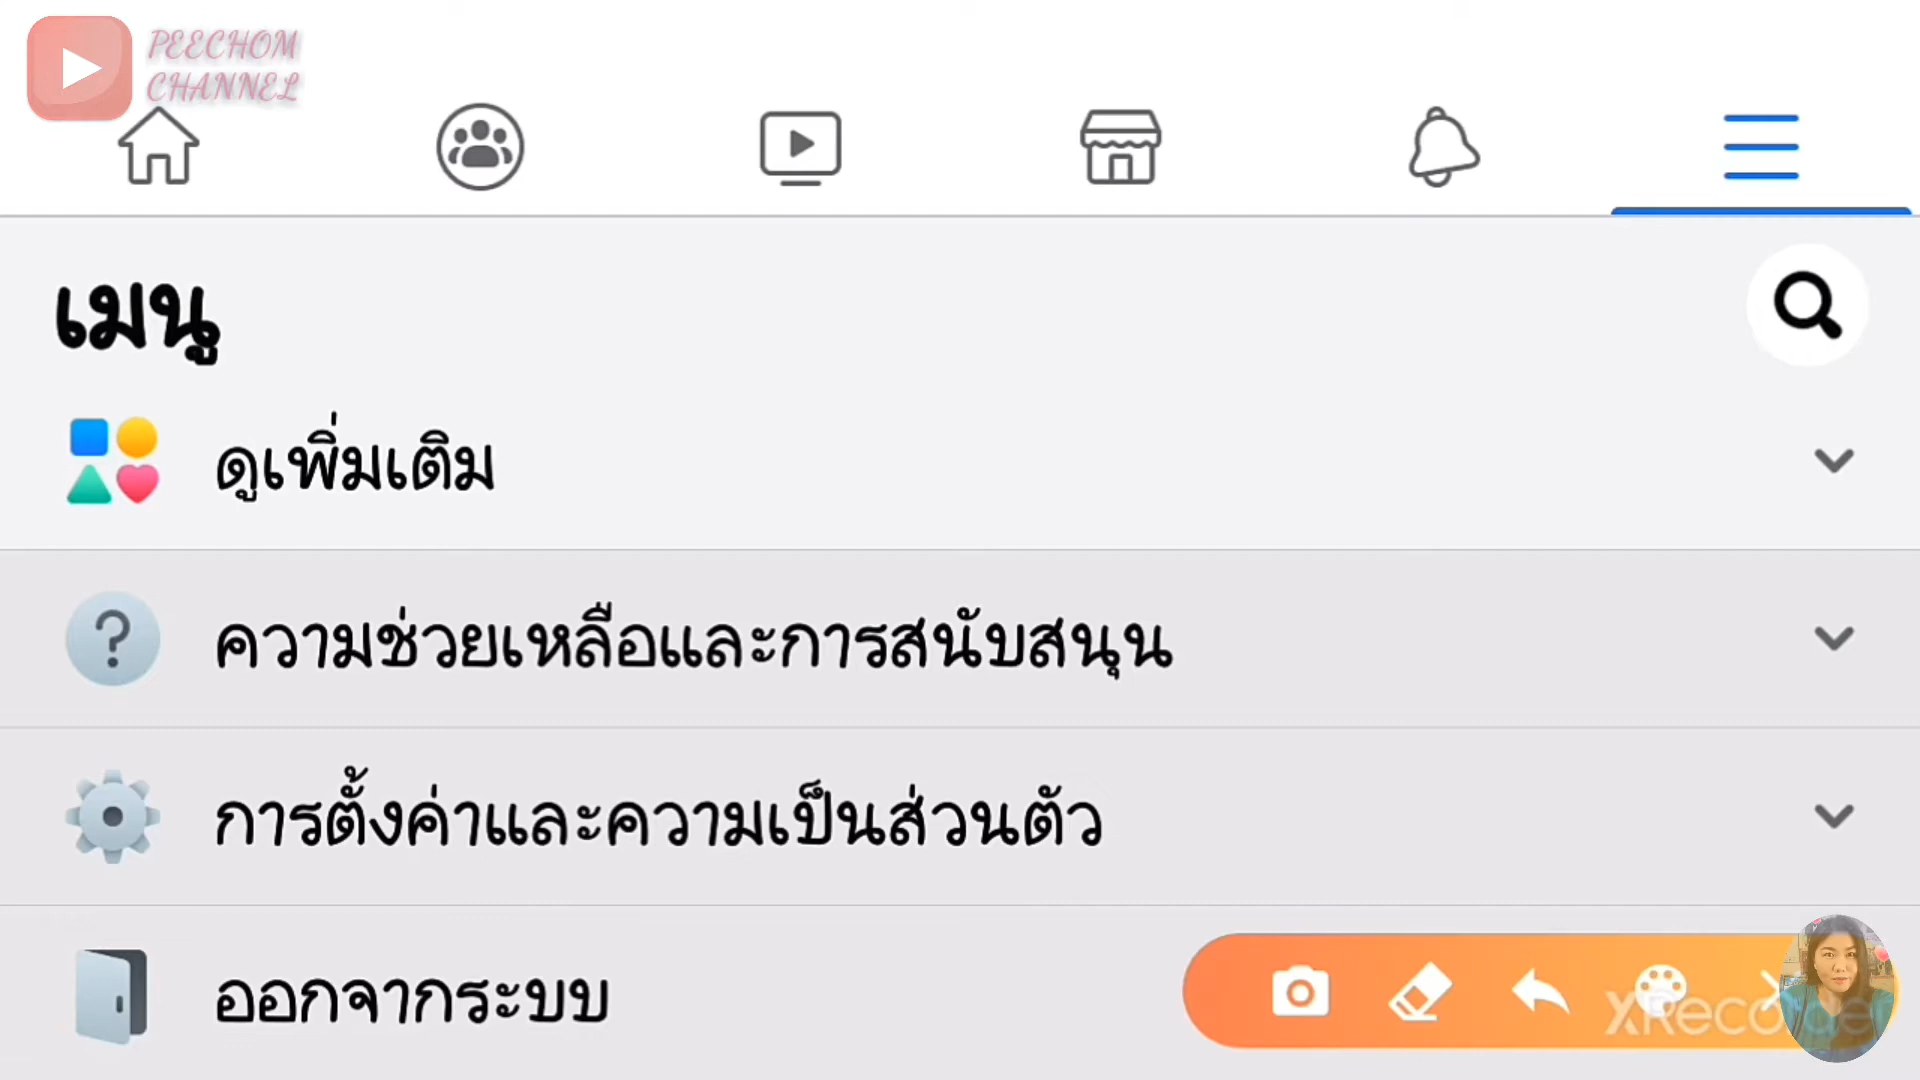 PEECHOM
CHANNEL
เมนู
ดูเพิ่มเติม
ความช่วยเหลือและการสนับสนุน
การตั้งค่าและความเป็นส่วนตัว
ออกจากระบบ
XRecorder